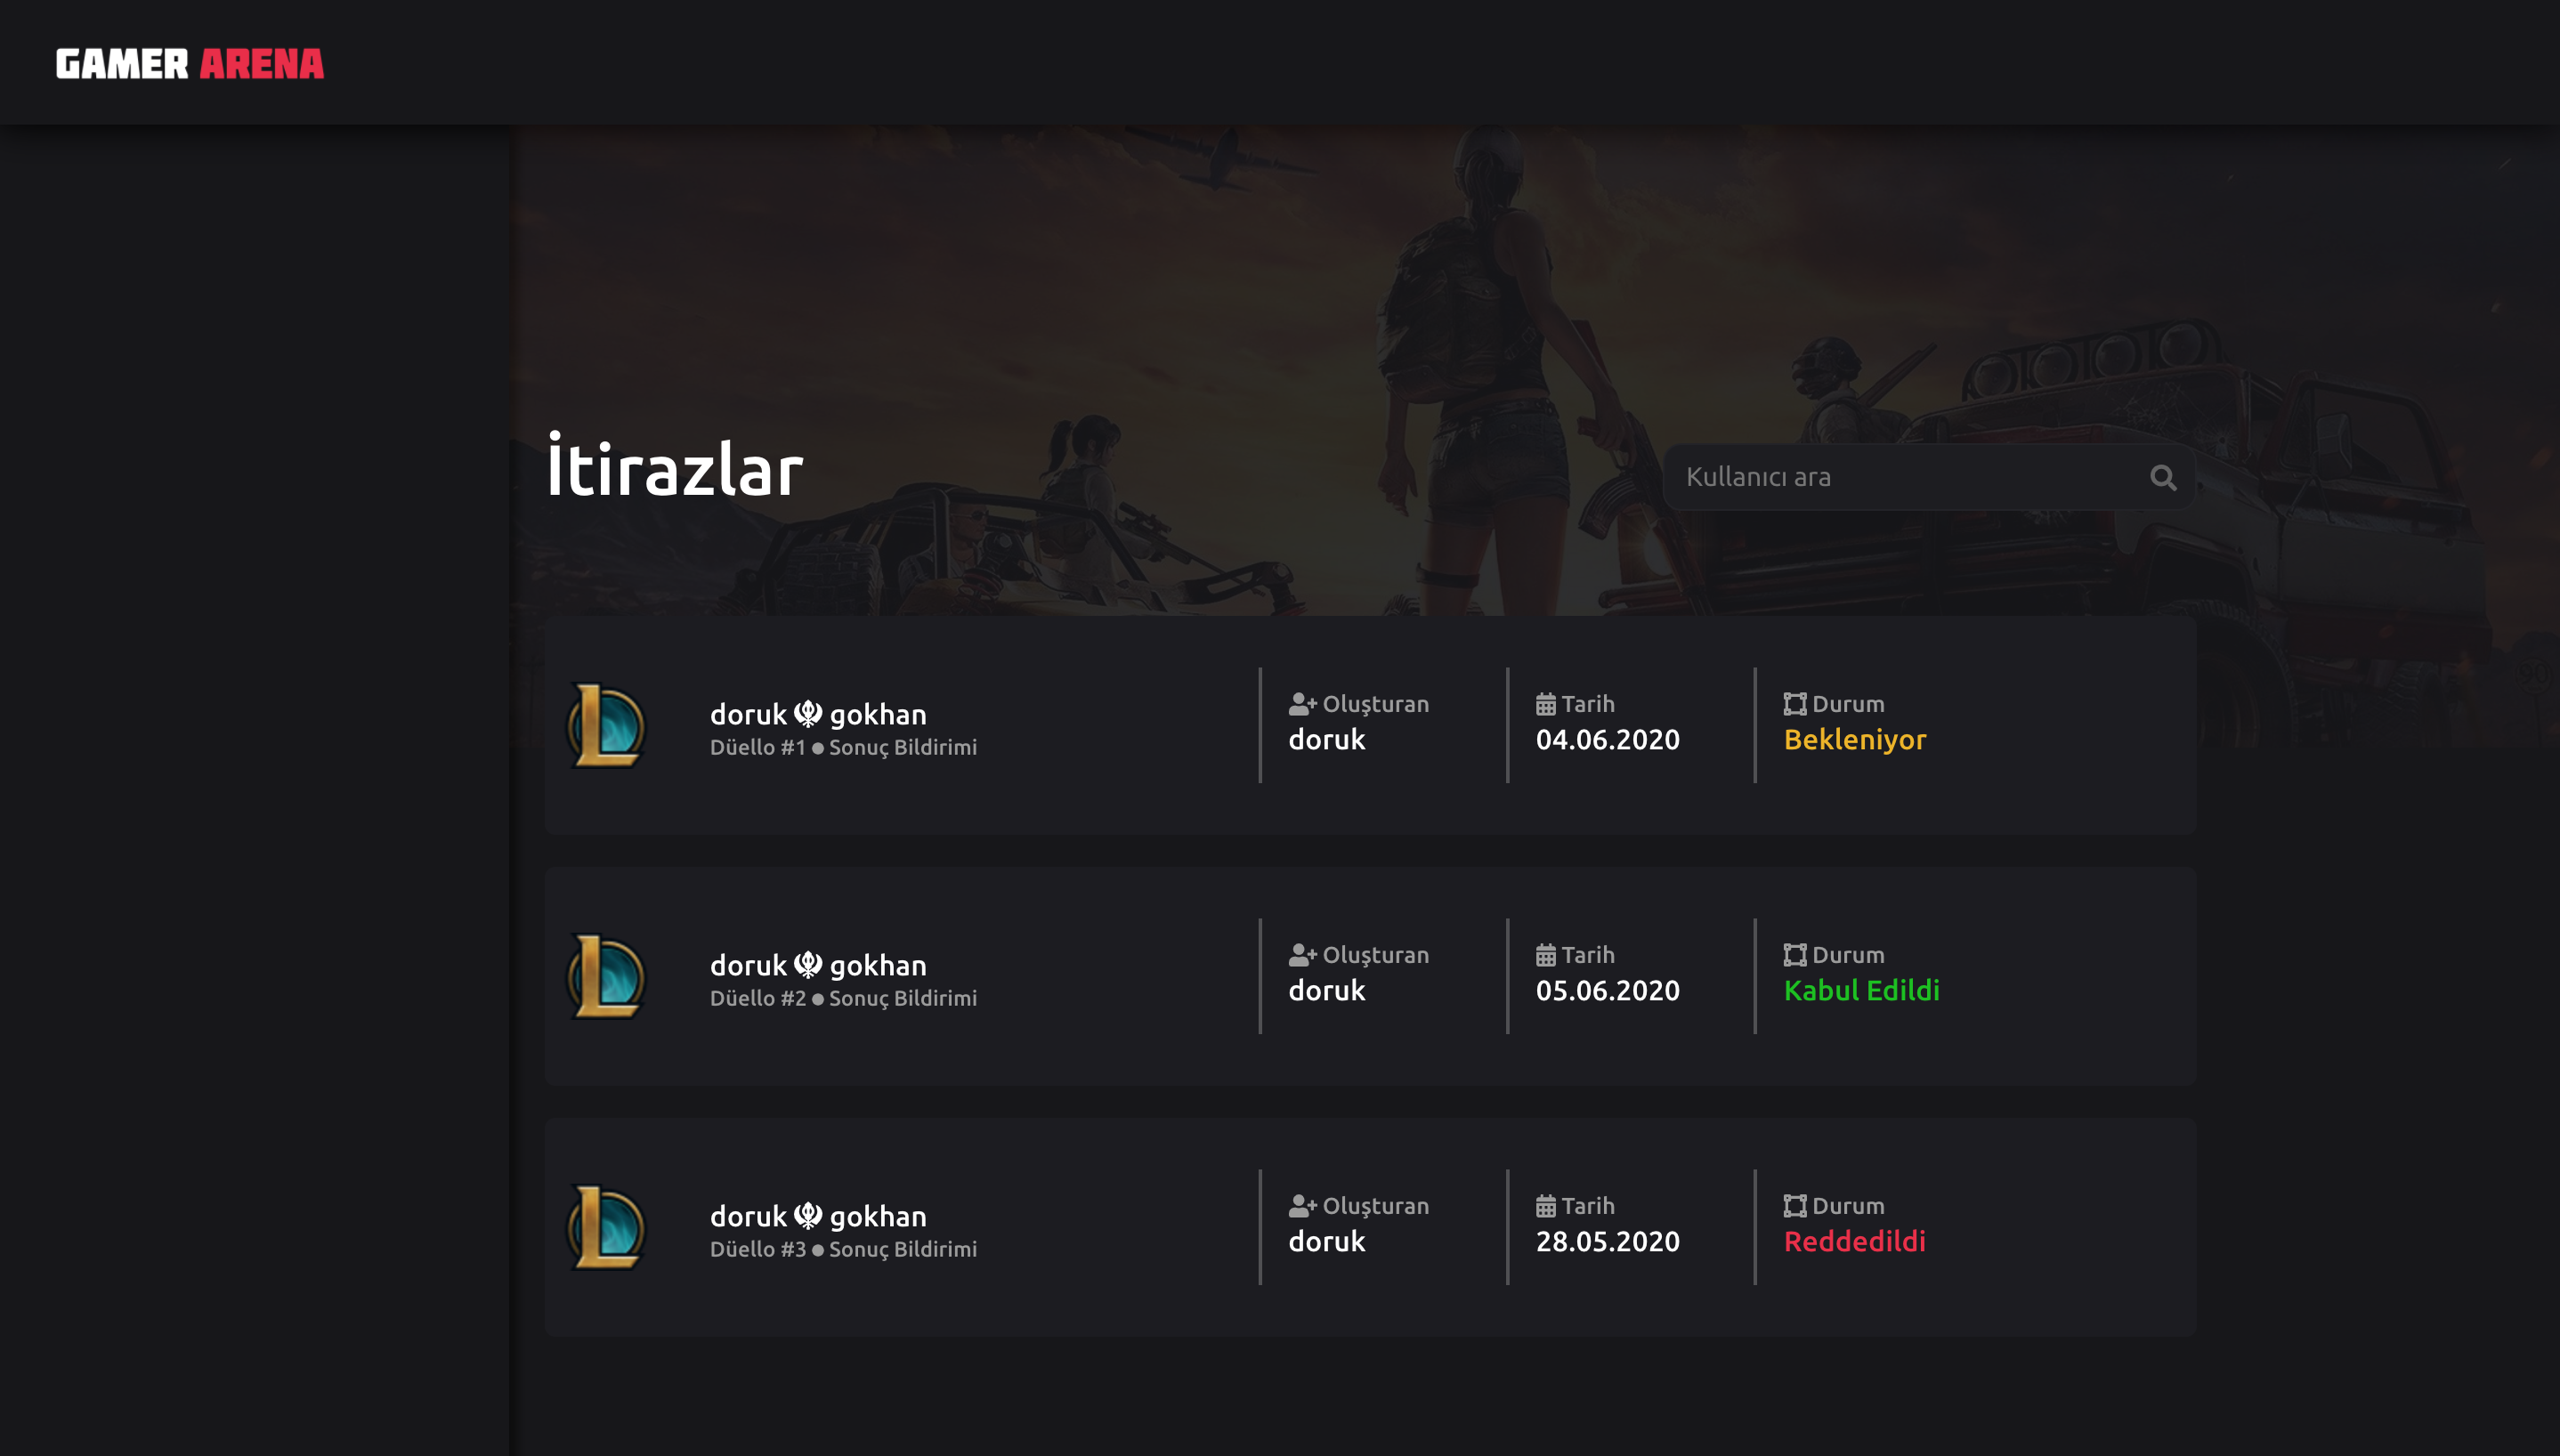 GAMER ARENA
İtirazlar
Kullanıcı ara
doruk gokhan
Düello #1 ● Sonuç Bildirimi
Oluşturan
doruk
Tarih
04.06.2020
Durum
Bekleniyor
doruk gokhan
Düello #2 ● Sonuç Bildirimi
Oluşturan
doruk
Tarih
05.06.2020
Durum
Kabul Edildi
doruk gokhan
Düello #3 ● Sonuç Bildirimi
Oluşturan
doruk
Tarih
28.05.2020
Durum
Reddedildi